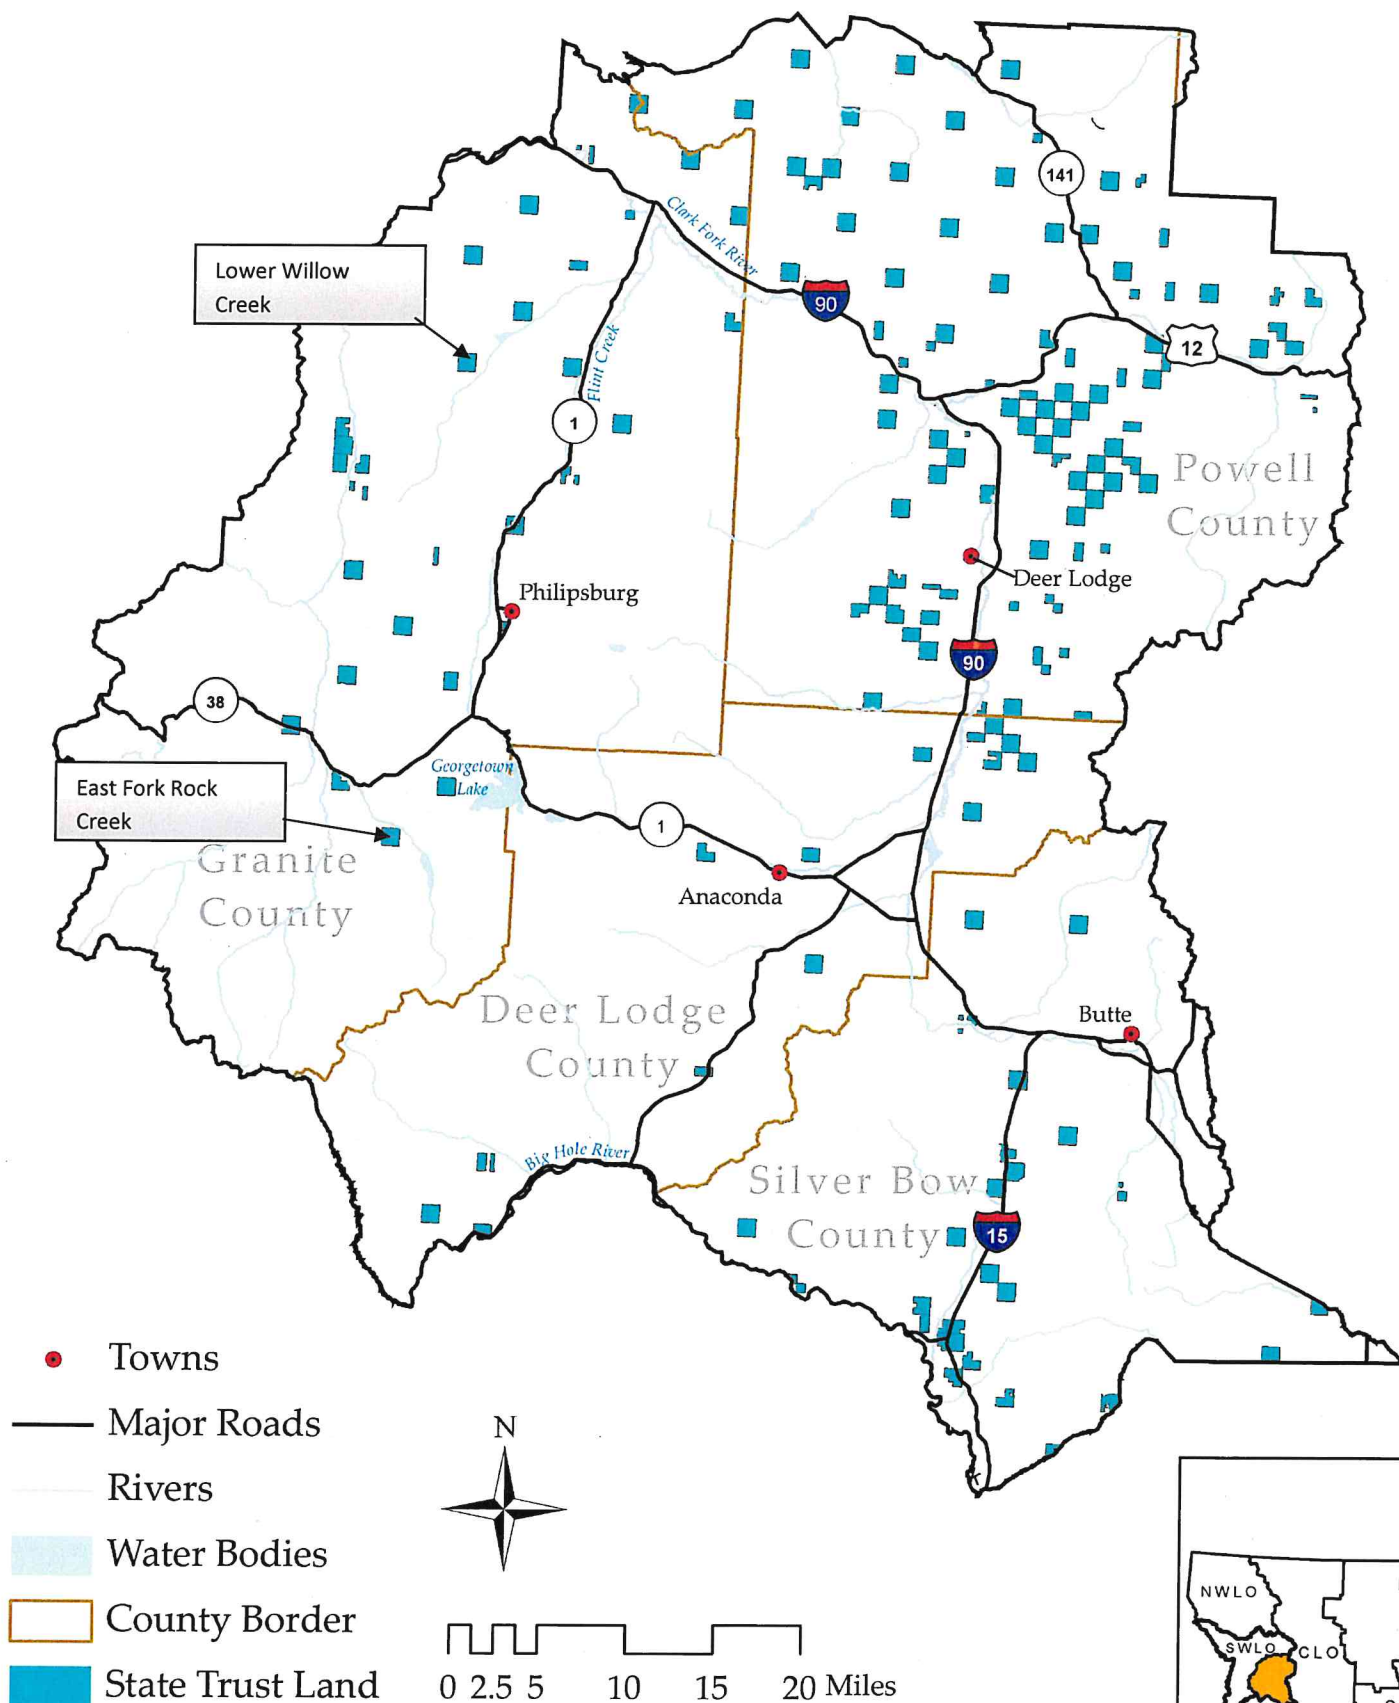 141
Clark Fork River
Lower Willow
Creek
90
12
Flint Creek
1
Powell
County
Deer Lodge
Philipsburg
90
38
Georgetown
Lake
East Fork Rock
Creek
1
Granite
County
Anaconda
Deer Lodge
County
Butte
Big Hole River
Silver Bow
County
15
Towns
Major Roads
N
Rivers
Water Bodies
NWLO
County Border
SWLO
CLO
State Trust Land
0 2.5 5 10 15 20 Miles